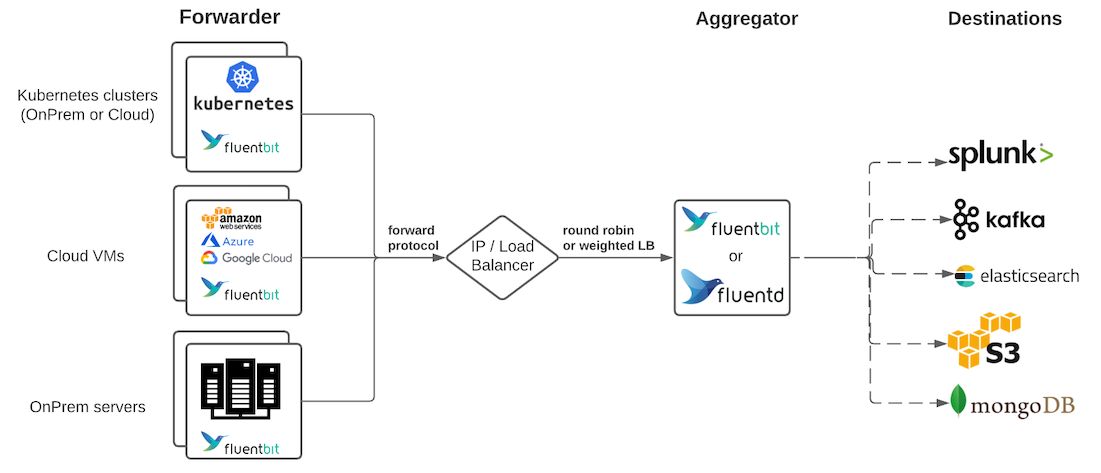 Forwarder
Aggregator
Destinations
Kubernetes clusters
(OnPrem or Cloud)
kubernetes
fluentbit
Cloud VMs
amazon
webservices
Azure
Google Cloud
fluentbit
OnPrem servers
fluentbit
forward
protocol
IP / Load
Balancer
round robin
or weighted LB
fluentbit
or
fluentd
splunk>
kafka
elasticsearch
S3
mongoDB